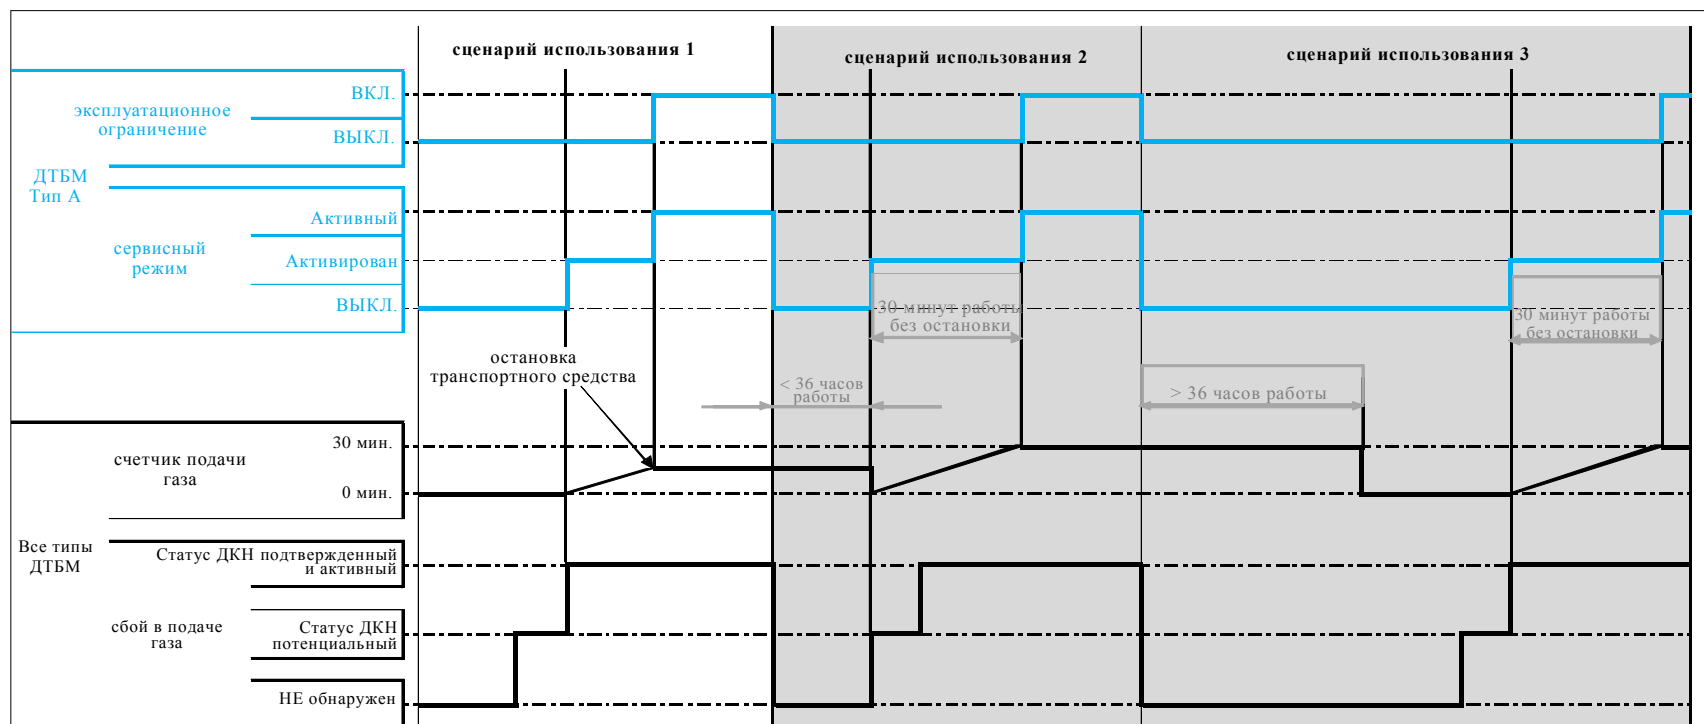 сценарий использования 1
сценарий использования 2
сценарий использования 3
эксплуатационное
ограничение
ВКЛ.
ВЫКЛ.
ДТБМ
Тип А
сервисный
режим
Активный
Активирован
ВЫКЛ.
30 минут работы
без остановки
30 минут работы
без остановки
остановка
транспортного средства
< 36 часов
работы
> 36 часов работы
счетчик подачи
газа
30 мин.
0 мин.
Все типы
ДТБМ
сбой в подаче
газа
Статус ДКН подтвержденный
и активный
Статус ДКН
потенциальный
НЕ обнаружен